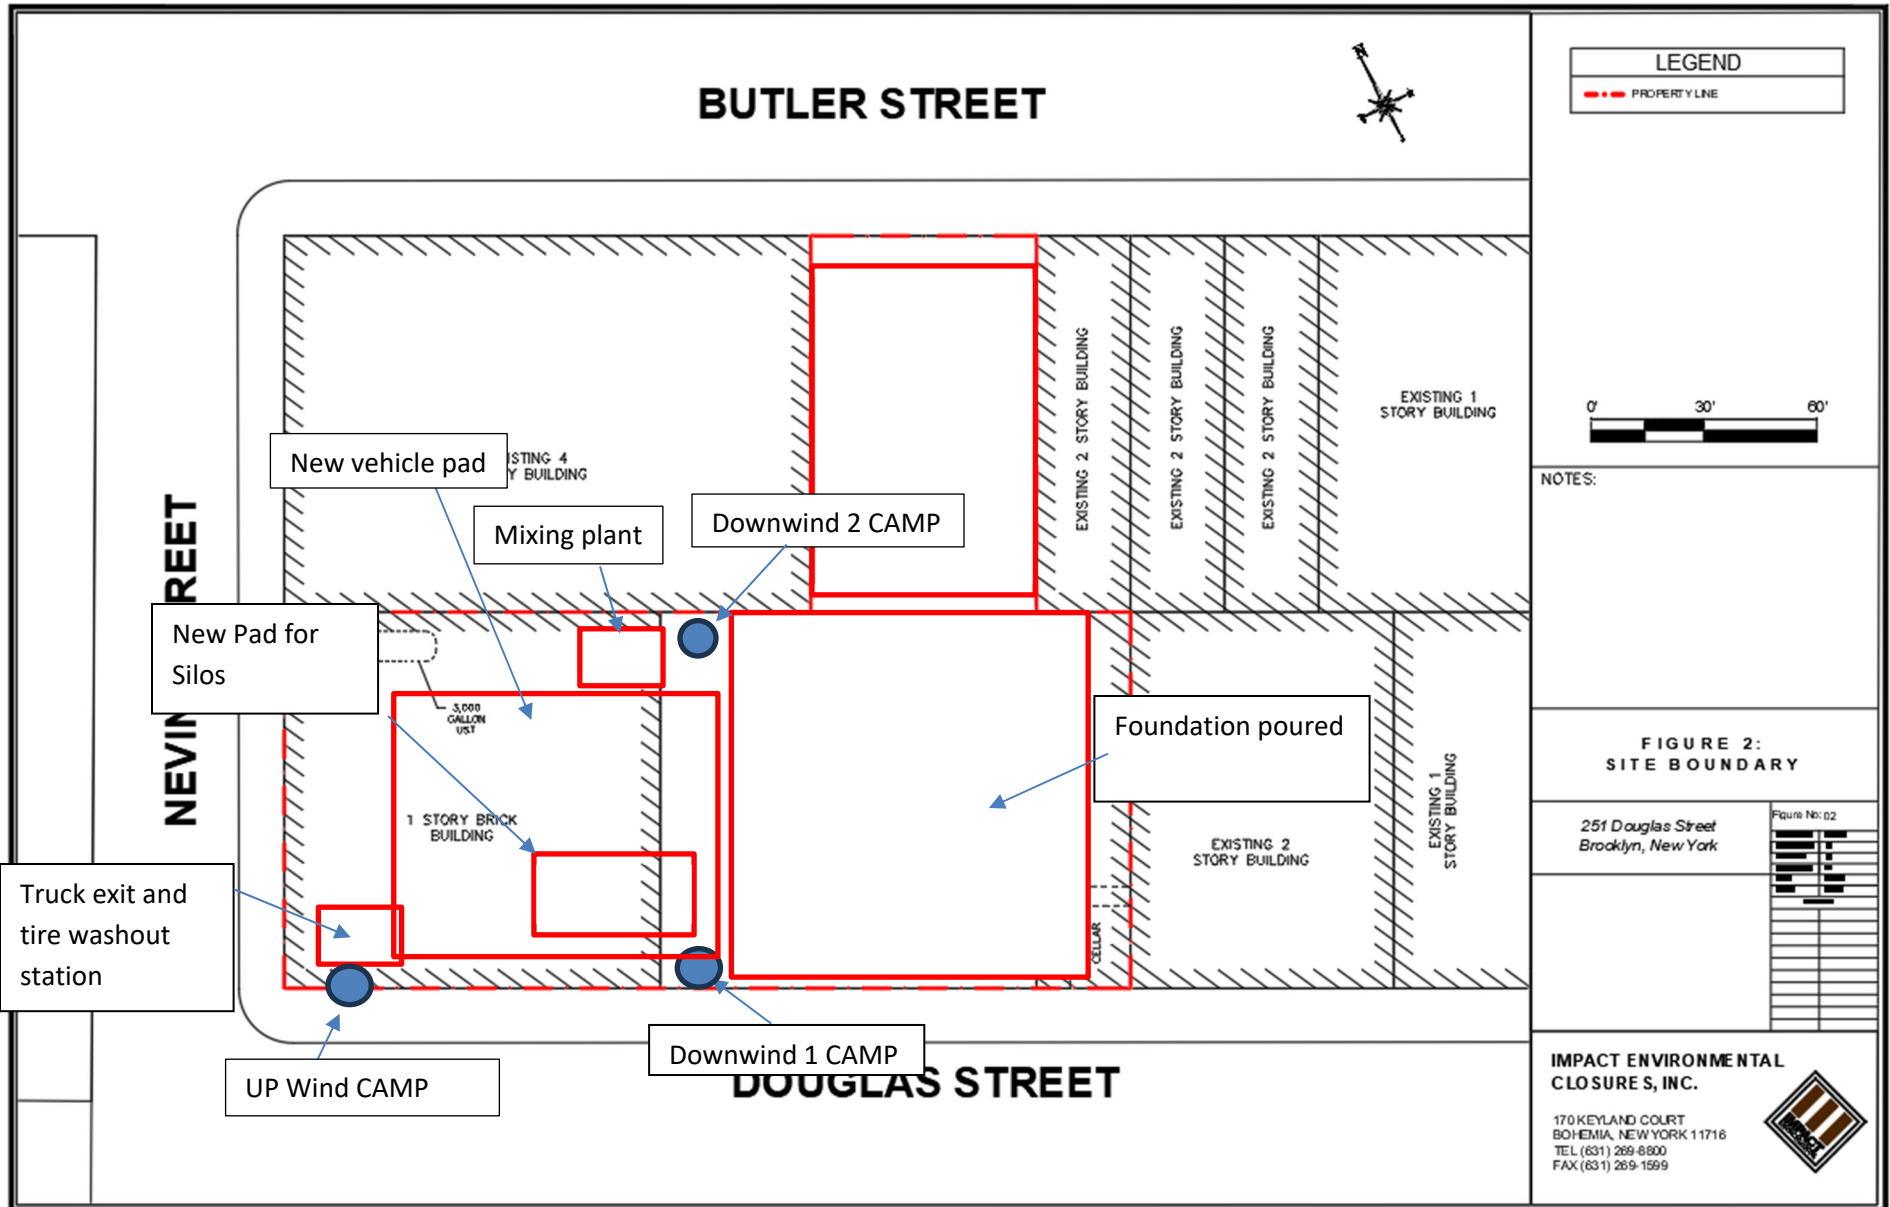 BUTLER STREET
N
LEGEND
PROPERTY LINE
0' 30' 60'
NOTES:
EXISTING 2 STORY BUILDING
EXISTING 2 STORY BUILDING
EXISTING 2 STORY BUILDING
EXISTING 1
STORY BUILDING
New vehicle pad
ISTING 4
Y BUILDING
Mixing plant
Downwind 2 CAMP
NEVIN
REET
New Pad for
Silos
3,000
GALLON
UST
Foundation poured
1 STORY BRICK
BUILDING
EXISTING 2
STORY BUILDING
EXISTING 1
STORY BUILDING
CELLAR
Truck exit and
tire washout
station
UP Wind CAMP
Downwind 1 CAMP
DOUGLAS STREET
FIGURE 2:
SITE BOUNDARY
251 Douglas Street
Brooklyn, New York
Figure No: 02
IMPACT ENVIRONMENTAL
CLOSURES, INC.
170 KEYLAND COURT
BOHEMIA, NEW YORK 11716
TEL (631) 269-8800
FAX (631) 269-1599
IMPACT